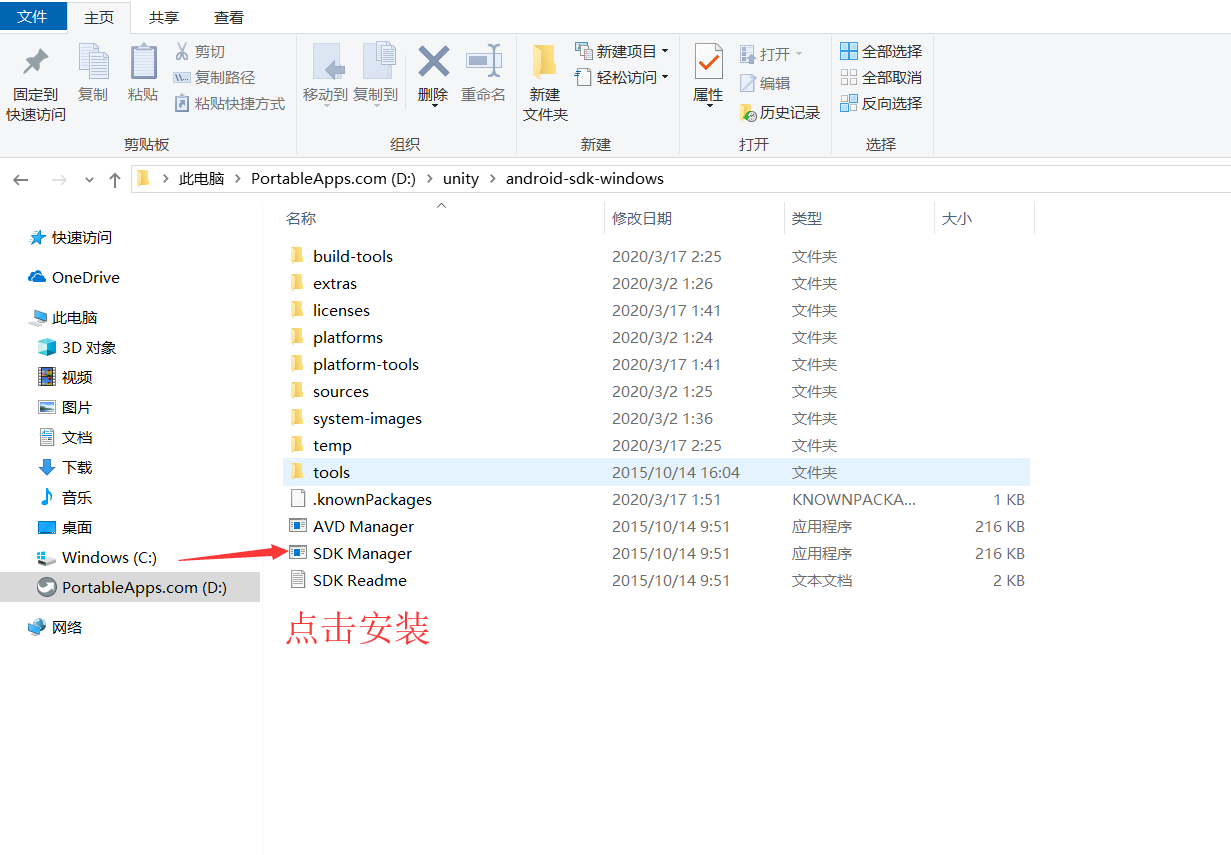 文件 主页 共享 查看
固定到
快速访问
复制
粘贴
剪切
复制路径
粘贴快捷方式
剪贴板
移动到 复制到 删除 重命名
组织
新建
文件夹
新建项目
轻松访问
新建
属性
打开
编辑
历史记录
打开
全部选择
全部取消
反向选择
选择
此电脑 > PortableApps.com (D:) > unity > android-sdk-windows
快速访问
OneDrive
此电脑
3D 对象
视频
图片
文档
下载
音乐
桌面
Windows (C:)
PortableApps.com (D:)
网络
名称 修改日期 类型 大小
build-tools 2020/3/17 2:25 文件夹
extras 2020/3/2 1:26 文件夹
licenses 2020/3/17 1:41 文件夹
platforms 2020/3/2 1:24 文件夹
platform-tools 2020/3/17 1:41 文件夹
sources 2020/3/2 1:25 文件夹
system-images 2020/3/2 1:36 文件夹
temp 2020/3/17 2:25 文件夹
tools 2015/10/14 16:04 文件夹
.knownPackages 2020/3/17 1:51 KNOWNPACKA... 1 KB
AVD Manager 2015/10/14 9:51 应用程序 216 KB
SDK Manager 2015/10/14 9:51 应用程序 216 KB
SDK Readme 2015/10/14 9:51 文本文档 2 KB
点击安装